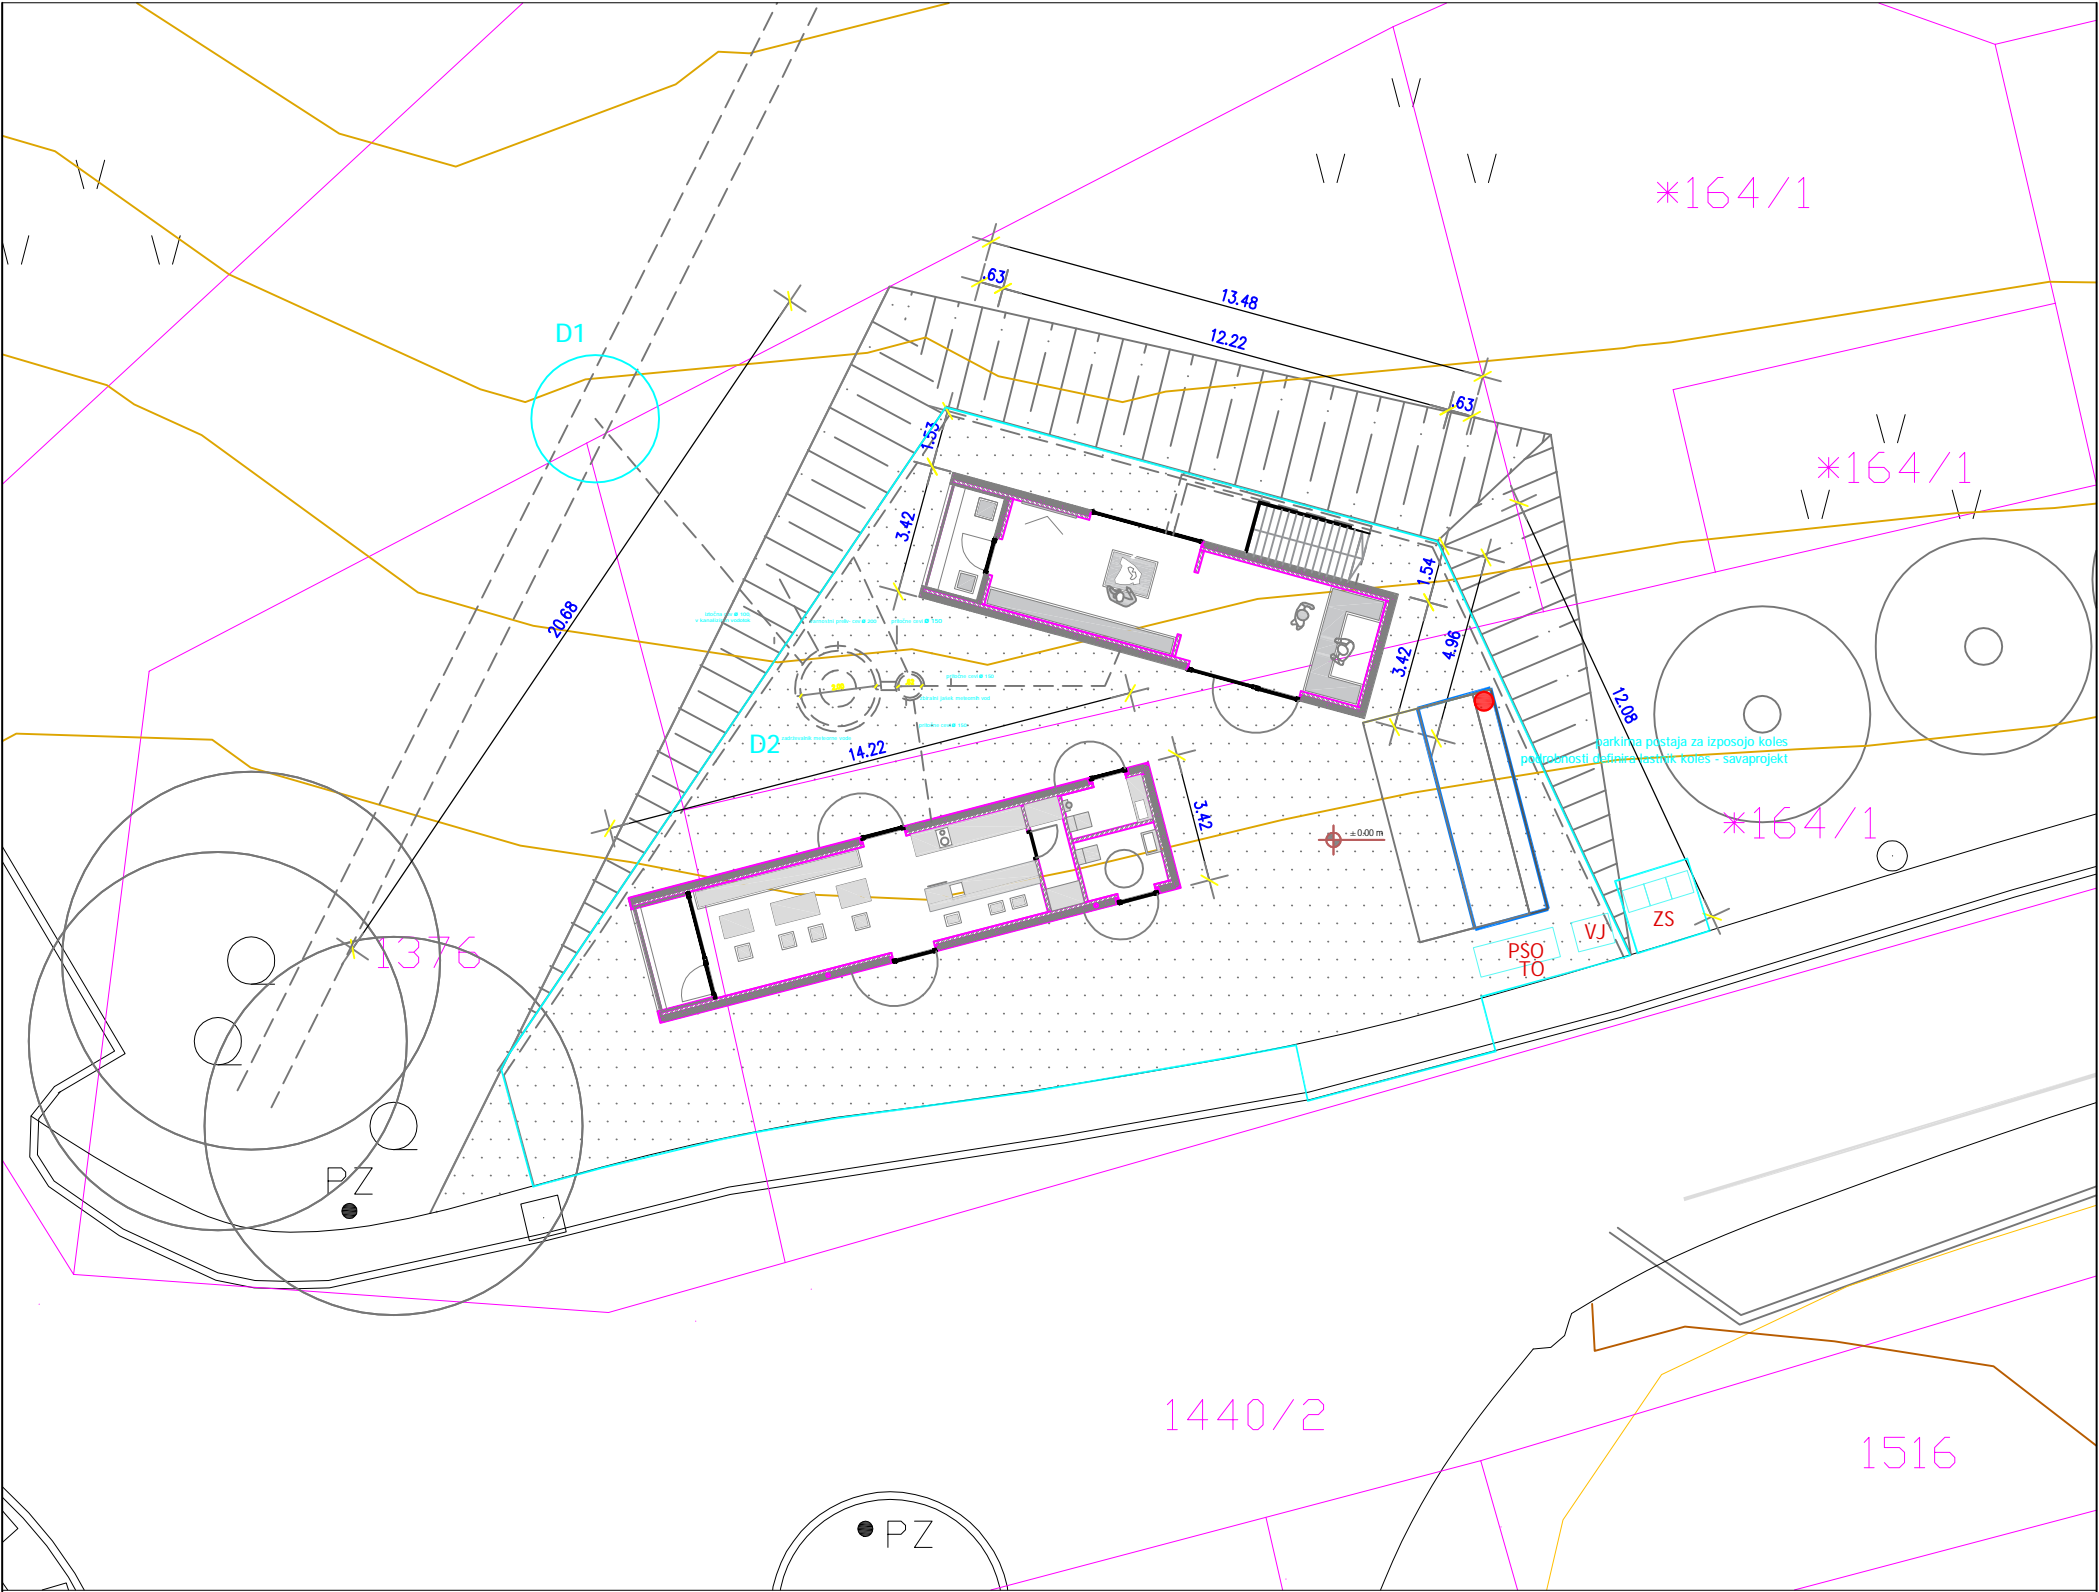 *164/1
.63
13.48
D1
12.22
.63
1.53
*164/1
3.42
1.54
20.68
4.96
3.42
12.08
D2
14.22
parkirna postaja za izposojo koles
podrobnosti definira lastnik koles - savaprojekt
3.42
*164/1
±0.00 m
ZS
VJ
1376
PSO
TO
PZ
1440/2
1516
PZ